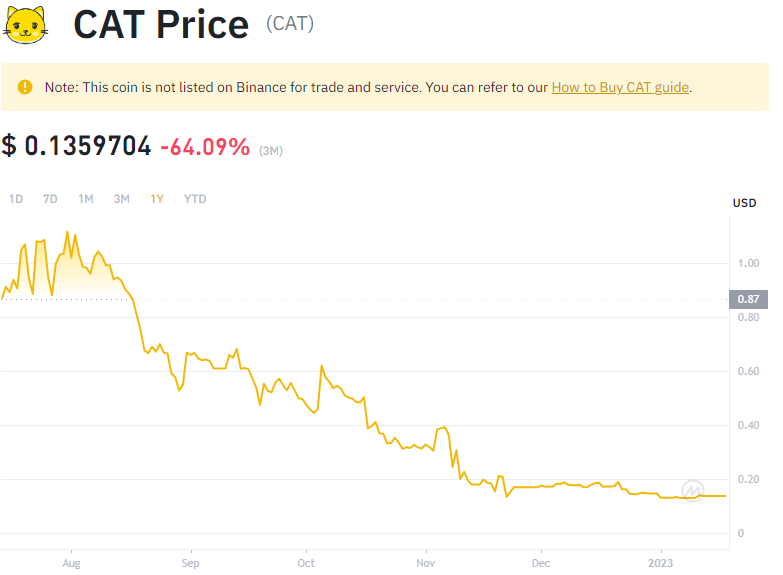 CAT Price (CAT)
Note: This coin is not listed on Binance for trade and service. You can refer to our How to Buy CAT guide.
$ 0.1359704 -64.09% (3M)
1D 7D 1M 3M 1Y YTD
USD
1.00
0.87
0.80
0.60
0.40
0.20
0
Aug Sep Oct Nov Dec 2023